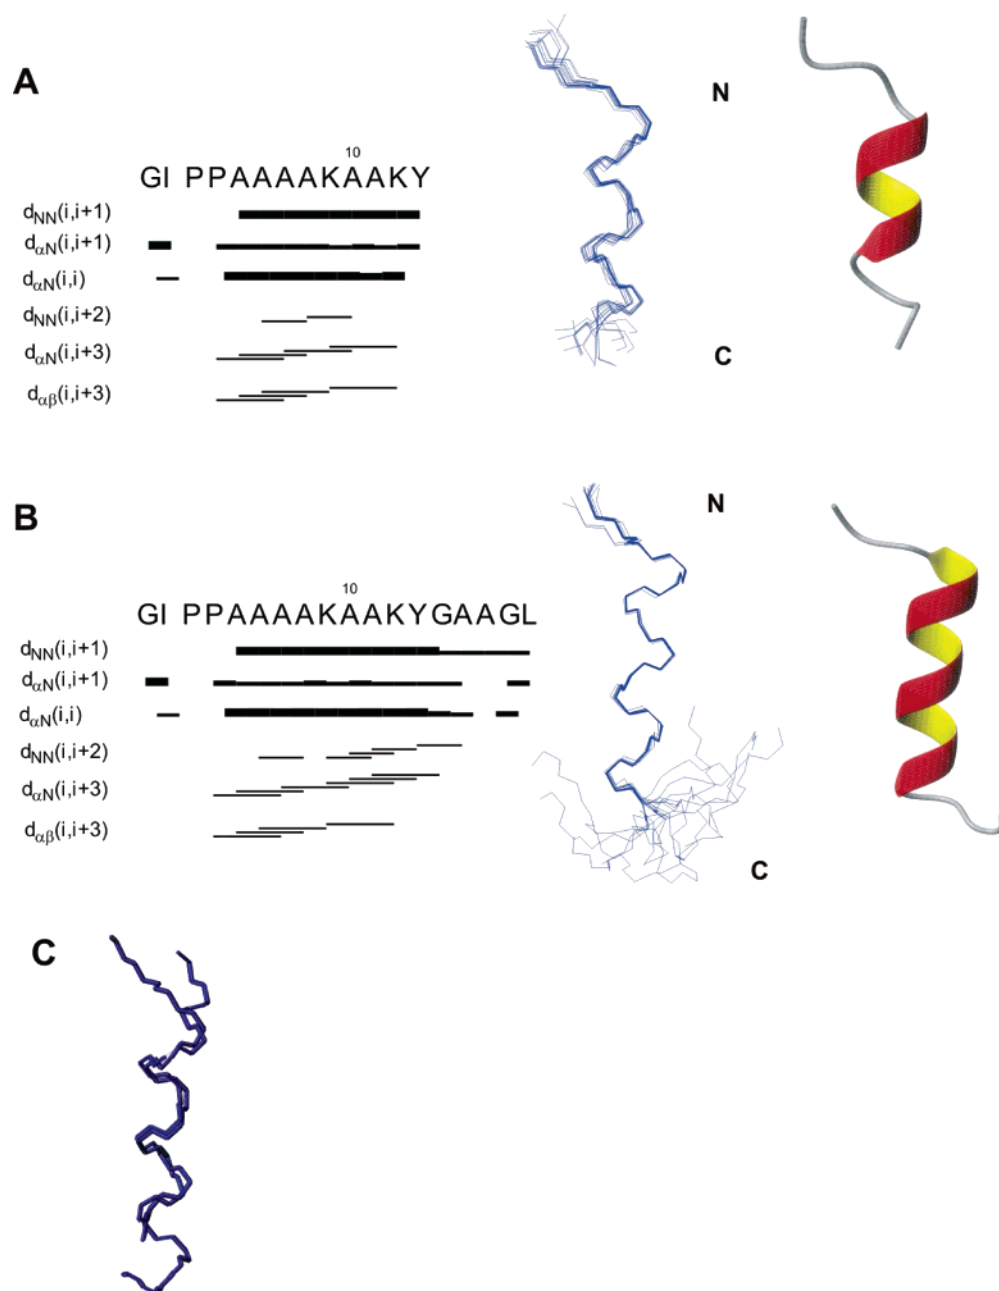 A
N
10
GI PPAAAAKAAKY
dNN(i,i+1)
dαN(i,i+1)
dαN(i,i)
dNN(i,i+2)
dαN(i,i+3)
dαβ(i,i+3)
C
B
N
10
GI PPAAAAKAAKYGAAGL
dNN(i,i+1)
dαN(i,i+1)
dαN(i,i)
dNN(i,i+2)
dαN(i,i+3)
dαβ(i,i+3)
C
C